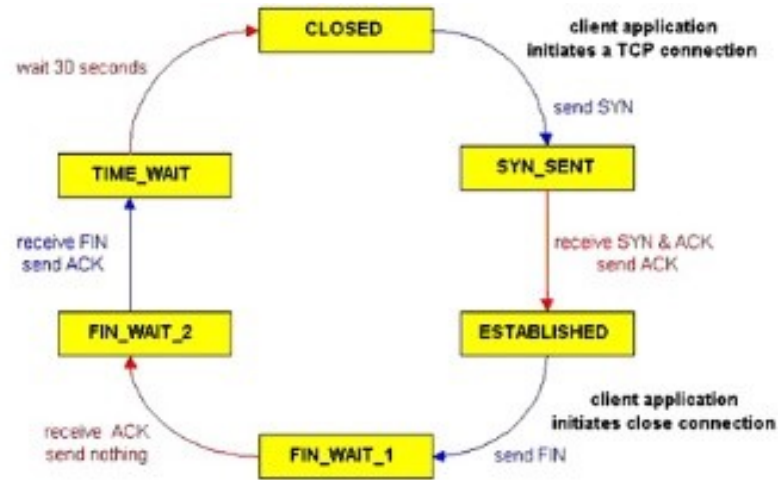 CLOSED
client application
initiates a TCP connection
wait 30 seconds
send SYN
TIME_WAIT
SYN_SENT
receive FIN
send ACK
receive SYN & ACK
send ACK
FIN_WAIT_2
ESTABLISHED
client application
initiates close connection
receive ACK
send nothing
FIN_WAIT_1
send FIN